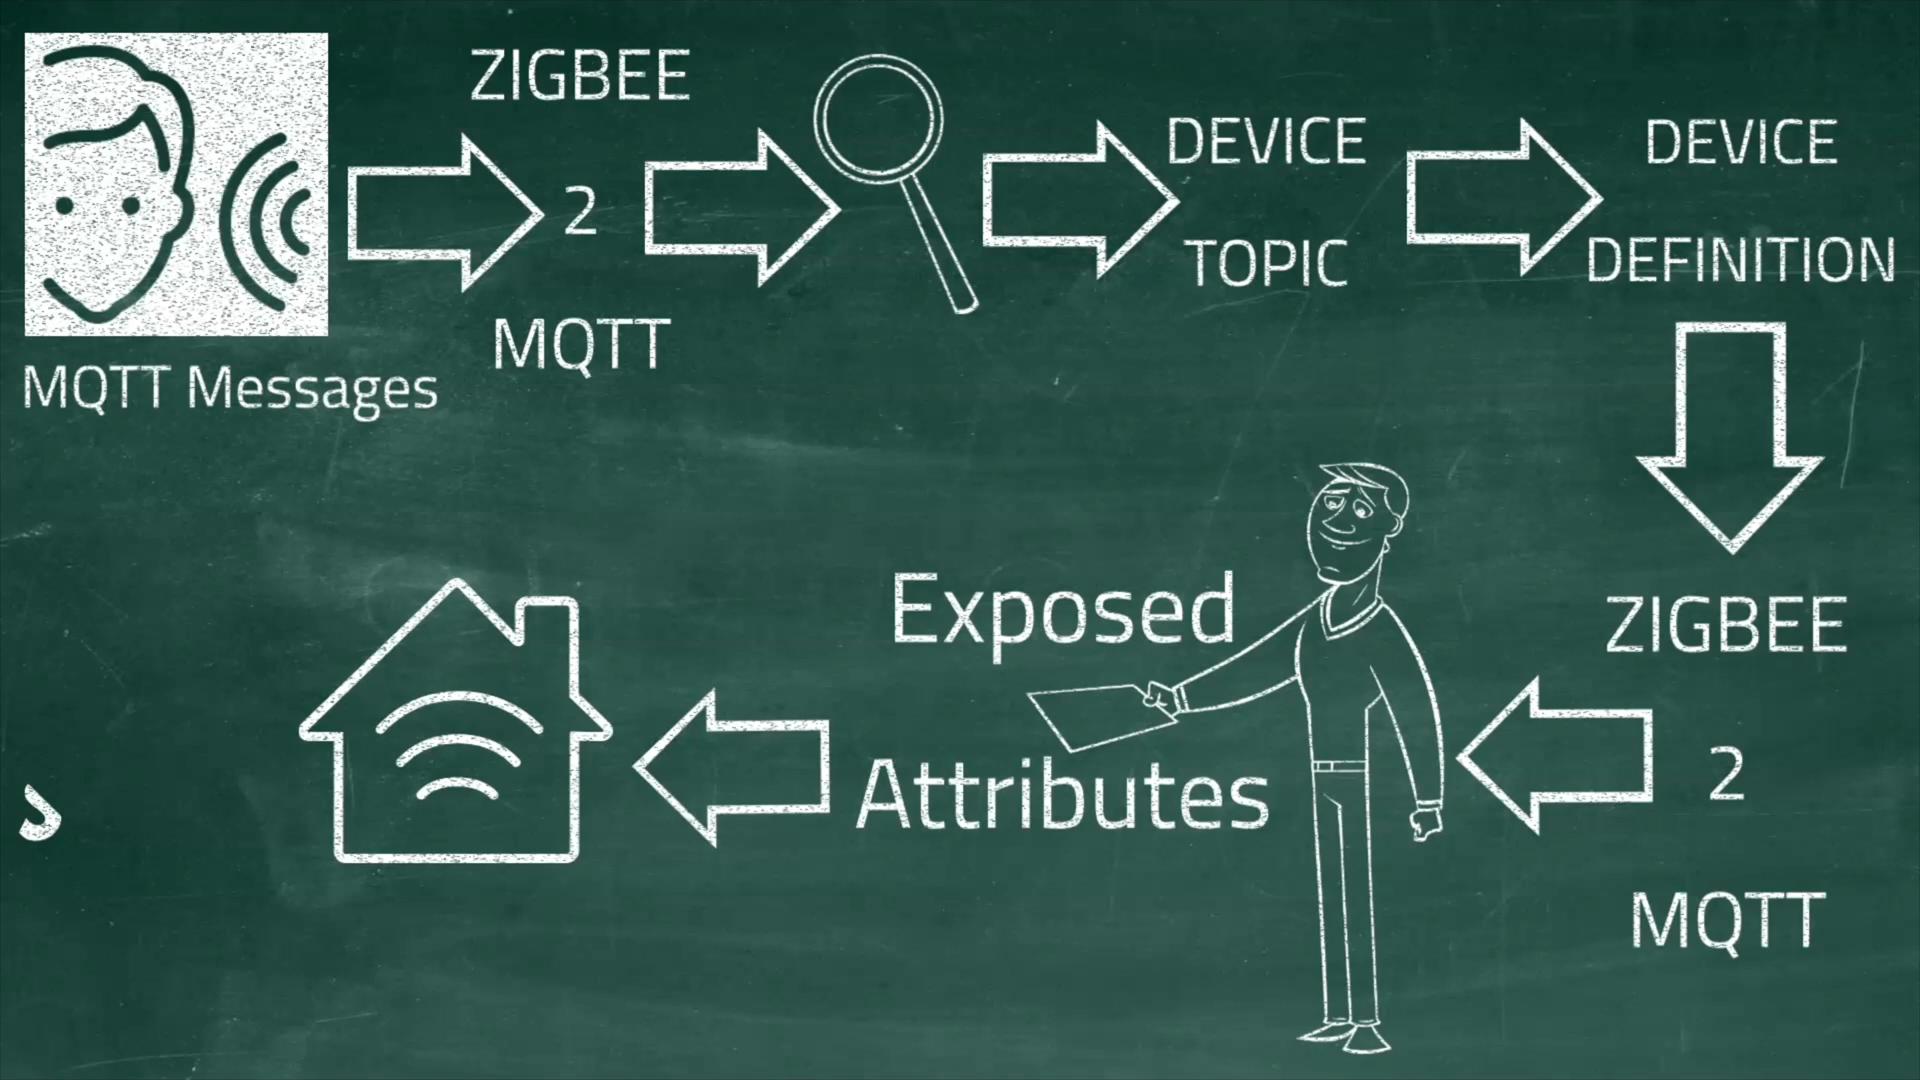 ZIGBEE
2
MQTT
MQTT Messages
DEVICE
TOPIC
DEVICE
DEFINITION
ZIGBEE
2
MQTT
Exposed
Attributes